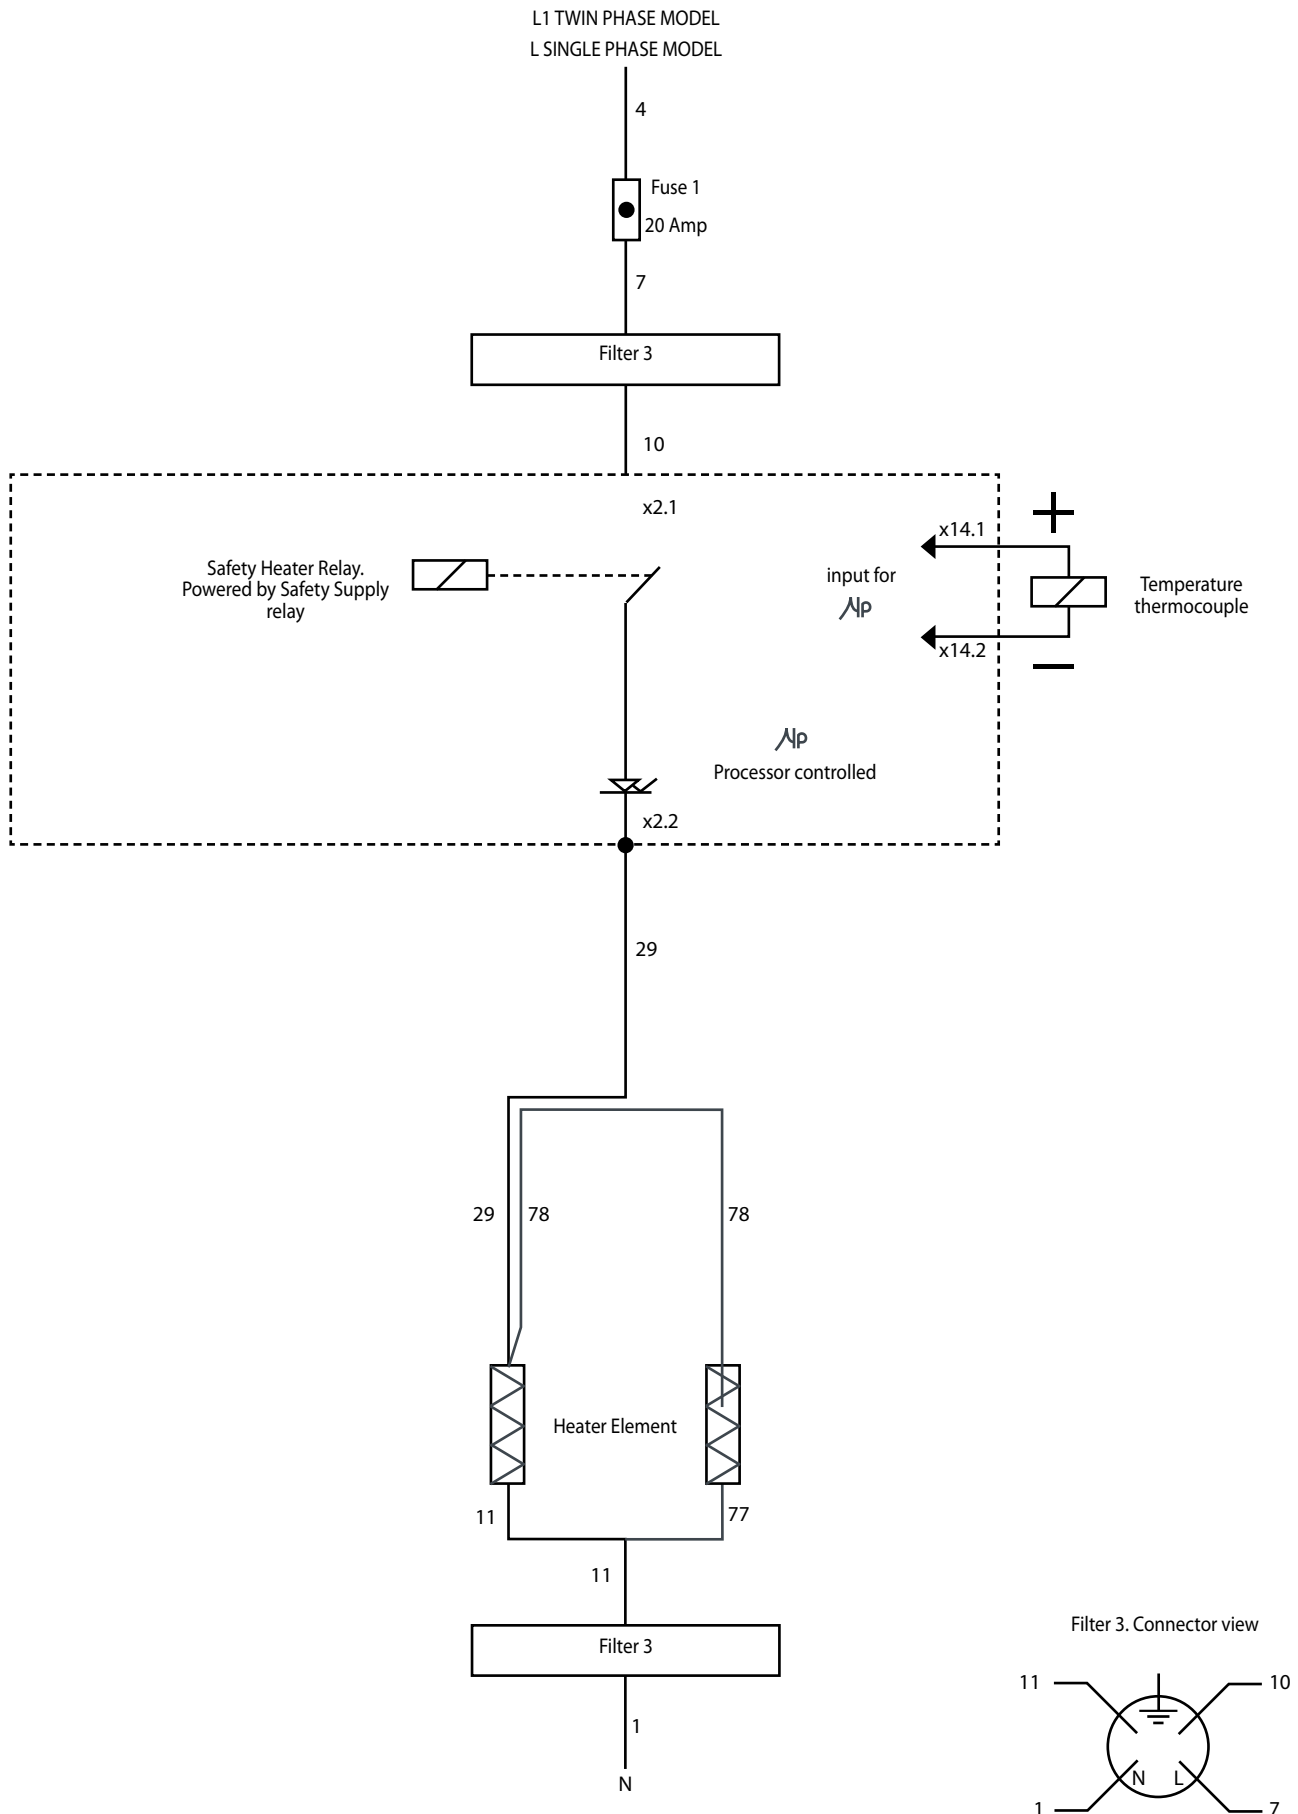 L1 TWIN PHASE MODEL
L SINGLE PHASE MODEL
4
Fuse 1
20 Amp
7
Filter 3
10
x2.1
x14.1
Safety Heater Relay.
Powered by Safety Supply
relay
input for
Temperature
thermocouple
x14.2
Processor controlled
x2.2
29
29
78
78
Heater Element
11
77
11
Filter 3
1
N
Filter 3. Connector view
11
10
N
L
1
7